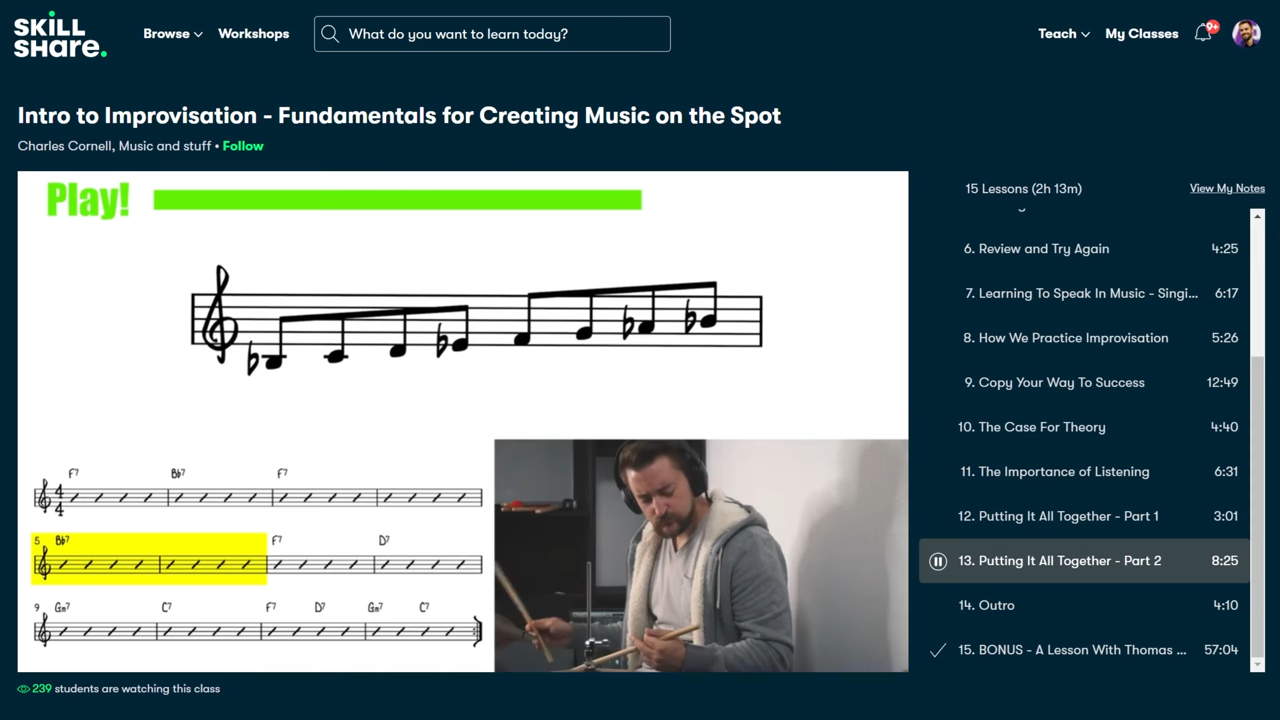 SKILL
SHARE.
Browse
Workshops
What do you want to learn today?
Teach
My Classes
9+
Intro to Improvisation - Fundamentals for Creating Music on the Spot
Charles Cornell, Music and stuff • Follow
Play!
F7 Bb7 F7
4
4
5 Bb7 F7 D7
9 Gm7 C7 F7 D7 Gm7 C7
15 Lessons (2h 13m)
View My Notes
6. Review and Try Again 4:25
7. Learning To Speak In Music - Singi... 6:17
8. How We Practice Improvisation 5:26
9. Copy Your Way To Success 12:49
10. The Case For Theory 4:40
11. The Importance of Listening 6:31
12. Putting It All Together - Part 1 3:01
13. Putting It All Together - Part 2 8:25
14. Outro 4:10
15. BONUS - A Lesson With Thomas ... 57:04
239 students are watching this class